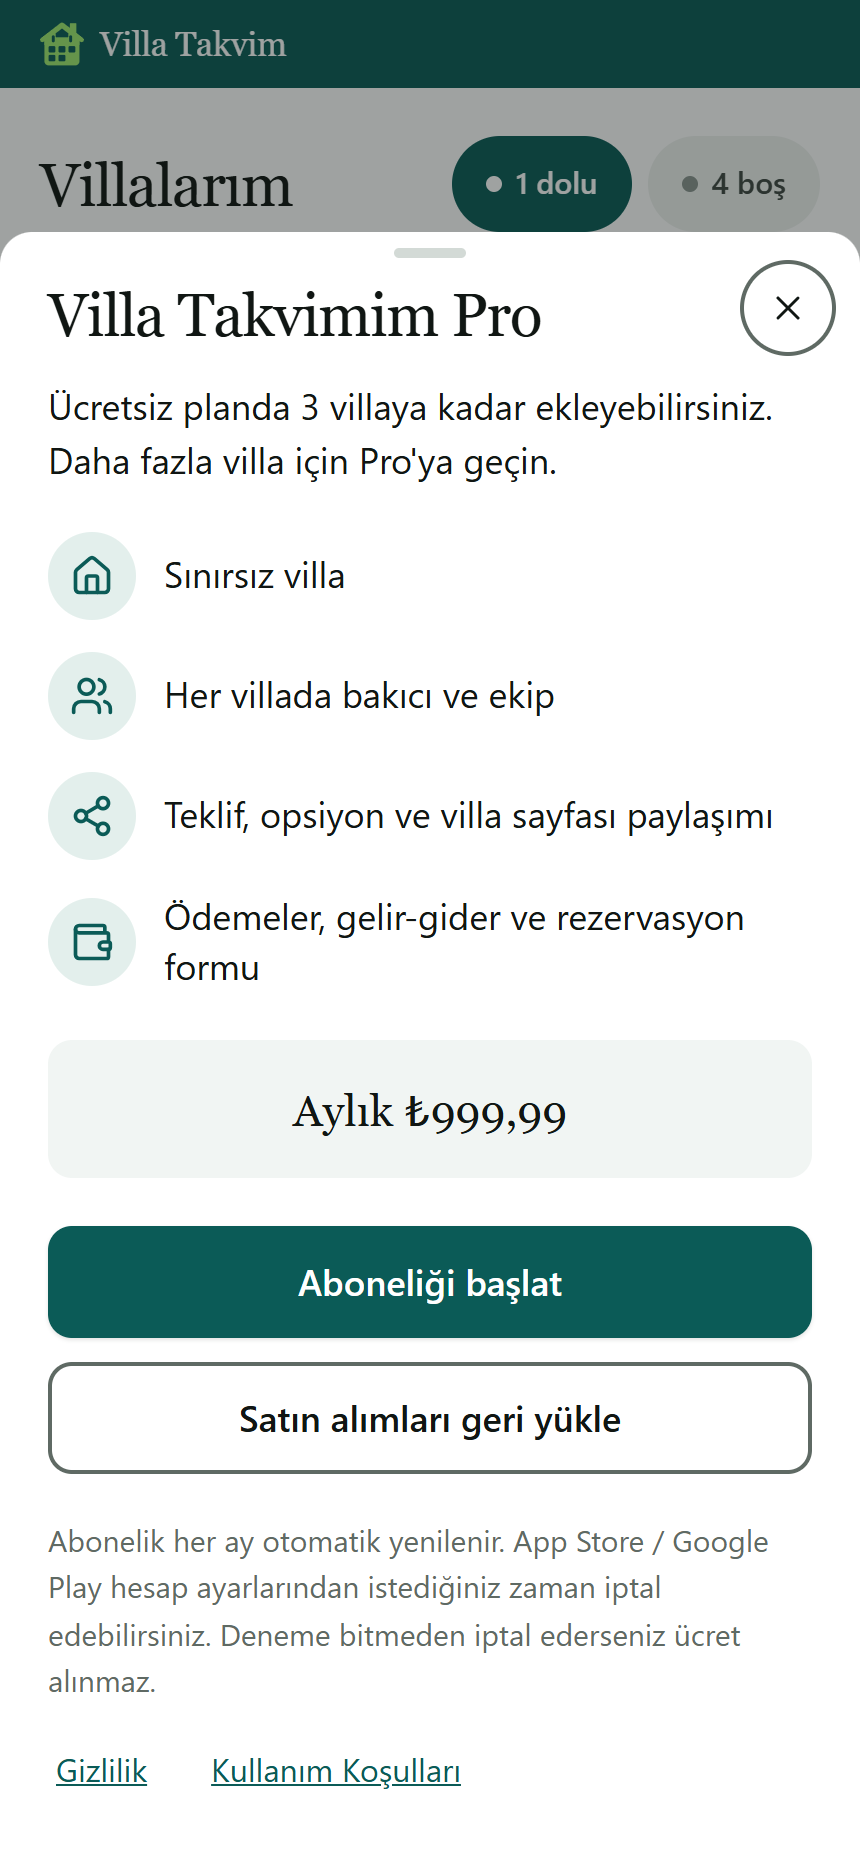 Villa Takvim
Villalarım
1 dolu
4 boş
Villa Takvimim Pro
Ücretsiz planda 3 villaya kadar ekleyebilirsiniz.
Daha fazla villa için Pro'ya geçin.
Sınırsız villa
Her villada bakıcı ve ekip
Teklif, opsiyon ve villa sayfası paylaşımı
Ödemeler, gelir-gider ve rezervasyon
formu
Aylık ₺999,99
Aboneliği başlat
Satın alımları geri yükle
Abonelik her ay otomatik yenilenir. App Store / Google
Play hesap ayarlarından istediğiniz zaman iptal
edebilirsiniz. Deneme bitmeden iptal ederseniz ücret
alınmaz.
Gizlilik
Kullanım Koşulları